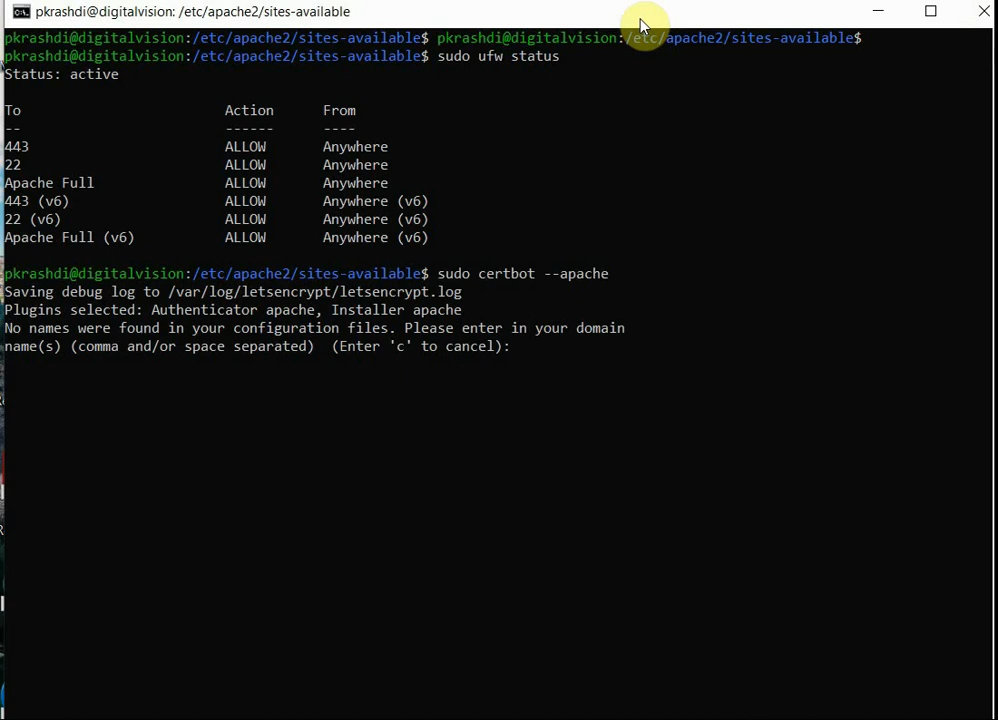 pkrashdi@digitalvision: /etc/apache2/sites-available
pkrashdi@digitalvision:/etc/apache2/sites-available$ pkrashdi@digitalvision:/etc/apache2/sites-available$
pkrashdi@digitalvision:/etc/apache2/sites-available$ sudo ufw status
Status: active
To Action From
-- ------ ----
443 ALLOW Anywhere
22 ALLOW Anywhere
Apache Full ALLOW Anywhere
443 (v6) ALLOW Anywhere (v6)
22 (v6) ALLOW Anywhere (v6)
Apache Full (v6) ALLOW Anywhere (v6)
pkrashdi@digitalvision:/etc/apache2/sites-available$ sudo certbot --apache
Saving debug log to /var/log/letsencrypt/letsencrypt.log
Plugins selected: Authenticator apache, Installer apache
No names were found in your configuration files. Please enter in your domain
name(s) (comma and/or space separated)  (Enter 'c' to cancel):